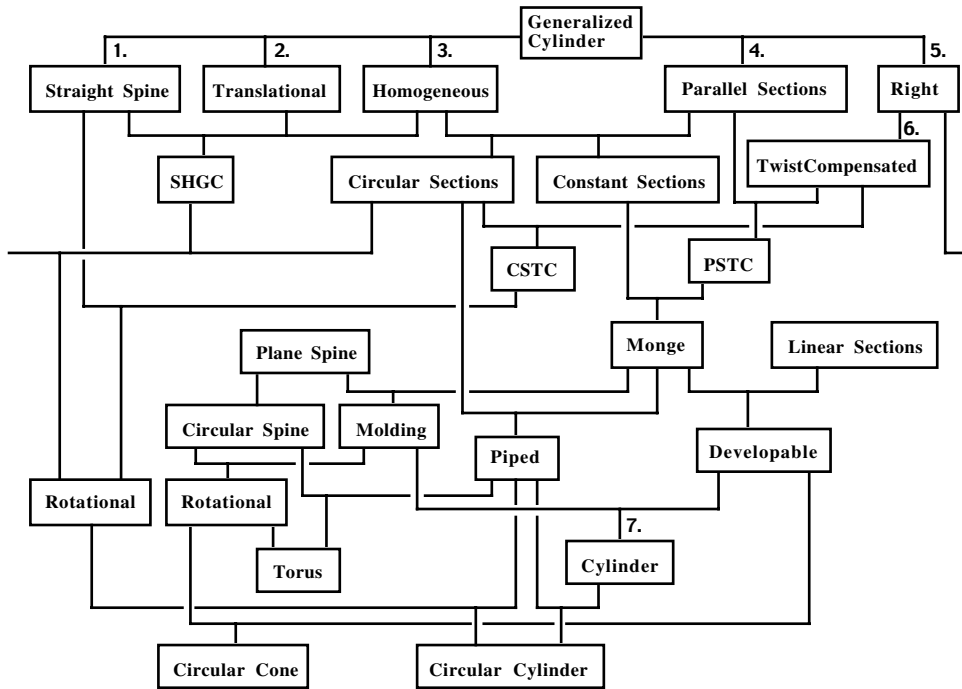 Generalized
Cylinder
1.
2.
3.
4.
5.
Straight Spine
Translational
Homogeneous
Parallel Sections
Right
6.
SHGC
Circular Sections
Constant Sections
TwistCompensated
CSTC
PSTC
Plane Spine
Monge
Linear Sections
Circular Spine
Molding
Piped
Developable
Rotational
Rotational
7.
Torus
Cylinder
Circular Cone
Circular Cylinder